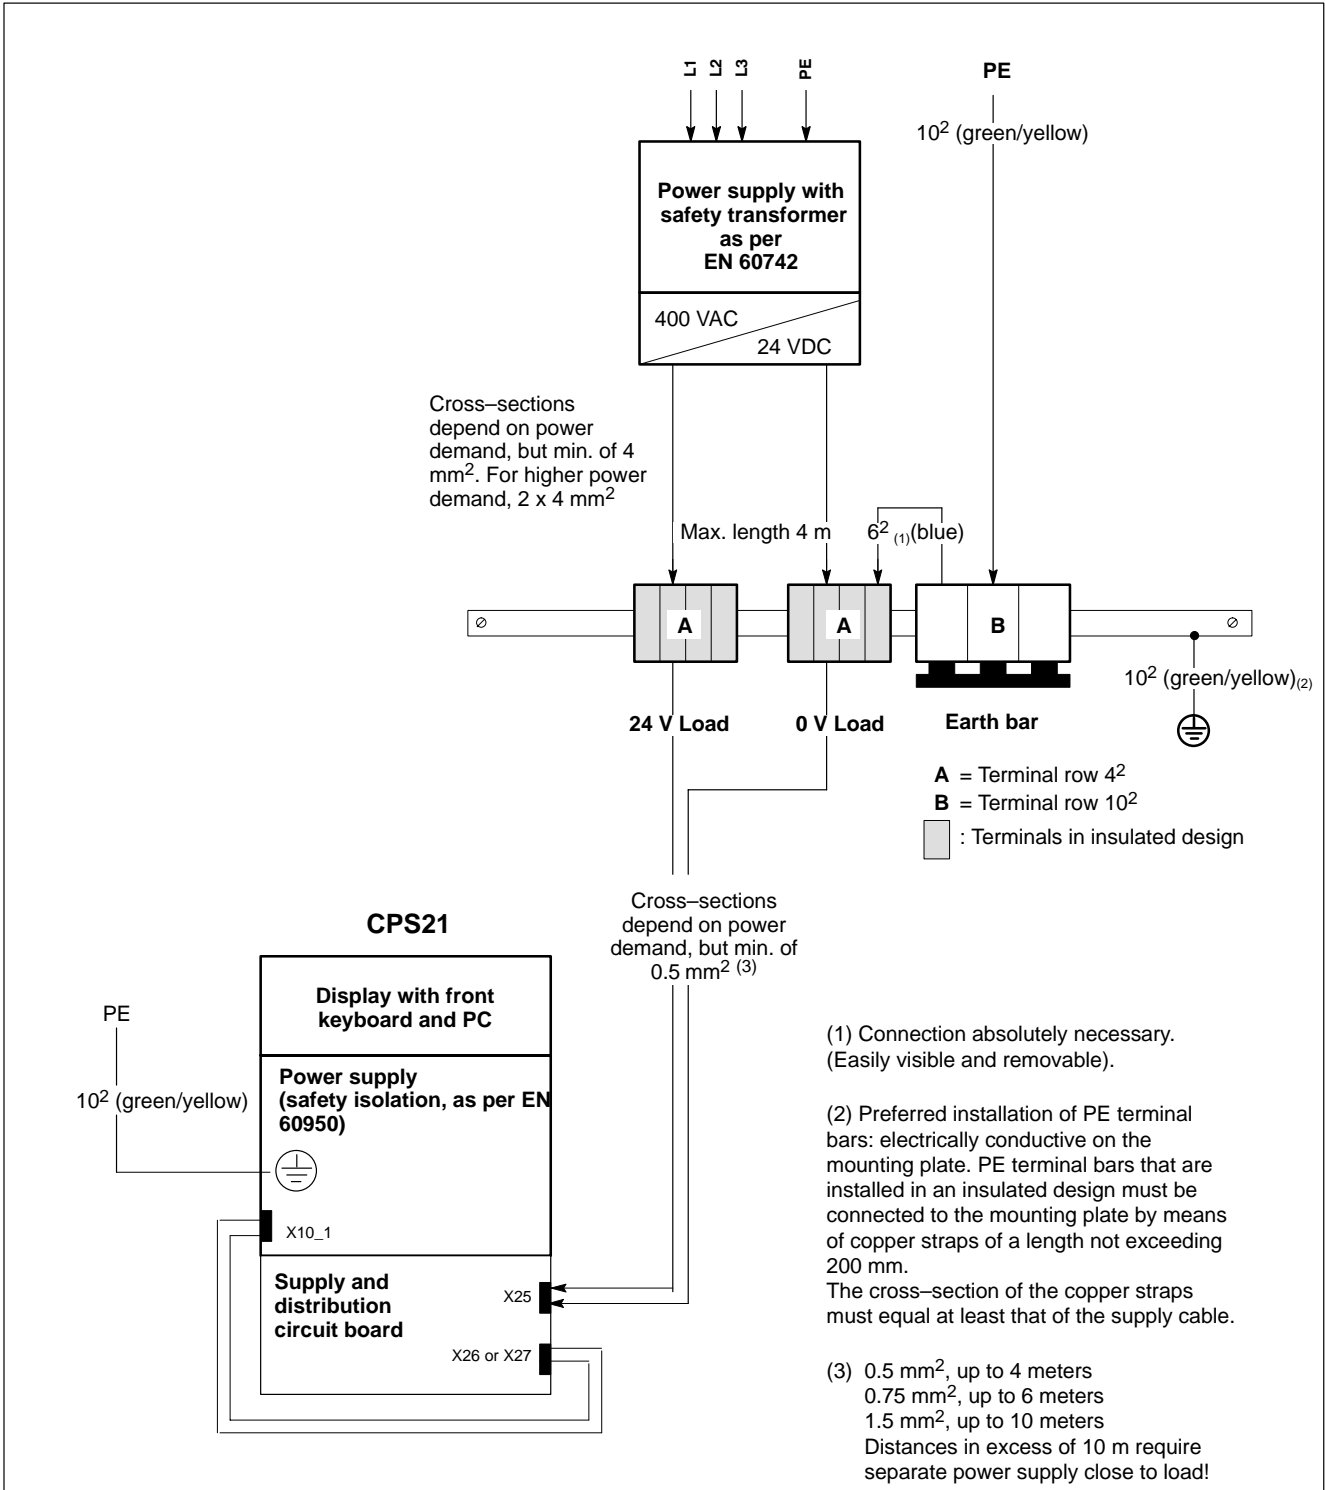 L1 L2 L3 PE
PE
10² (green/yellow)
Power supply with
safety transformer
as per
EN 60742
400 VAC
24 VDC
Cross–sections
depend on power
demand, but min. of 4
mm². For higher power
demand, 2 x 4 mm²
Max. length 4 m
6² (1)(blue)
A
A
B
10² (green/yellow)(2)
24 V Load
0 V Load
Earth bar
A = Terminal row 4²
B = Terminal row 10²
: Terminals in insulated design
Cross–sections
depend on power
demand, but min. of
0.5 mm² (3)
CPS21
Display with front
keyboard and PC
PE
10² (green/yellow)
Power supply
(safety isolation, as per EN
60950)
X10_1
Supply and
distribution
circuit board
X25
X26 or X27
(1) Connection absolutely necessary.
(Easily visible and removable).
(2) Preferred installation of PE terminal
bars: electrically conductive on the
mounting plate. PE terminal bars that are
installed in an insulated design must be
connected to the mounting plate by means
of copper straps of a length not exceeding
200 mm.
The cross–section of the copper straps
must equal at least that of the supply cable.
(3) 0.5 mm², up to 4 meters
0.75 mm², up to 6 meters
1.5 mm², up to 10 meters
Distances in excess of 10 m require
separate power supply close to load!